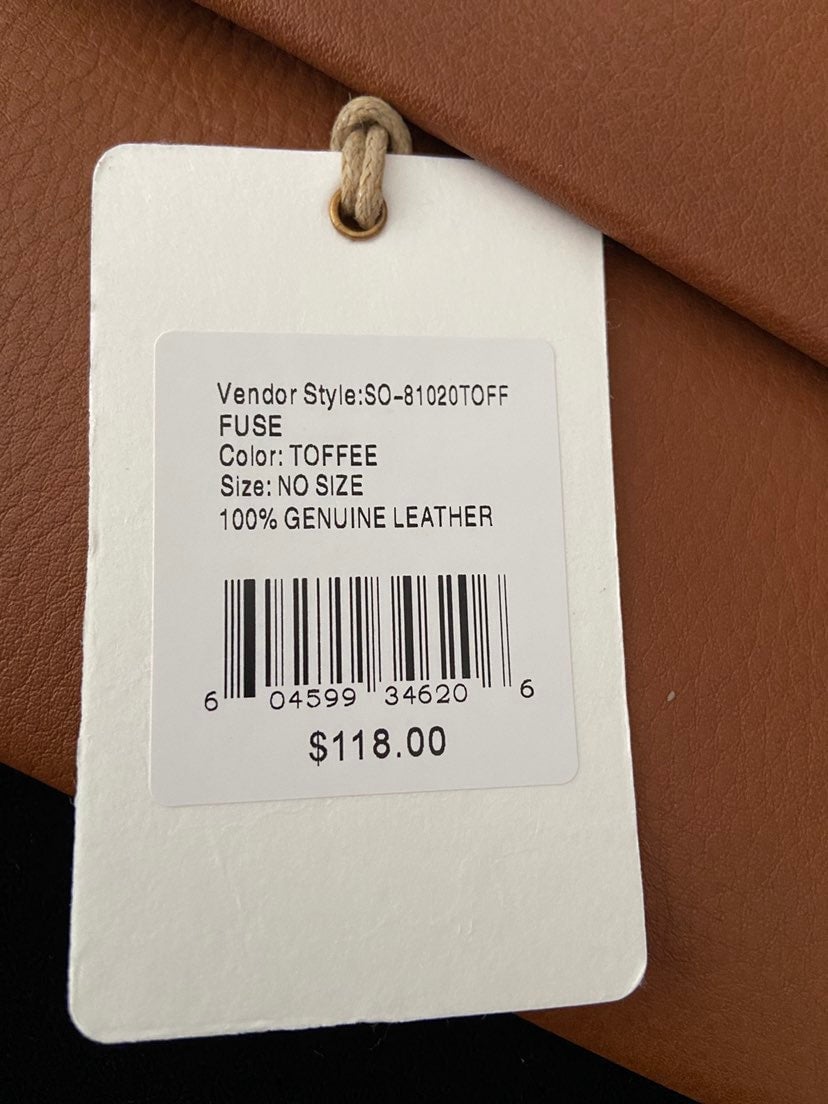 Vendor Style:SO-81020TOFF
FUSE
Color: TOFFEE
Size: NO SIZE
100% GENUINE LEATHER
6 04599 34620 6
$118.00